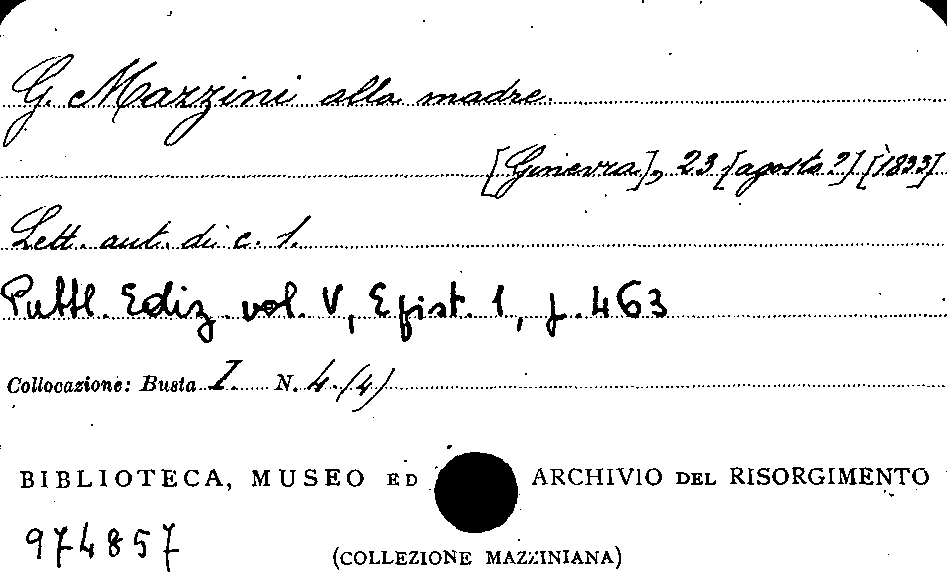 G. Mazzini alla madre.
[Ginevra], 23 [agosto?] [1833]
Lett. aut. di c. 1.
Pubbl. Ediz. vol. V, Epist. 1, p. 463
Collocazione: Busta I. N. 4. (4)
BIBLIOTECA, MUSEO ED ARCHIVIO DEL RISORGIMENTO
974857
(COLLEZIONE MAZZINIANA)